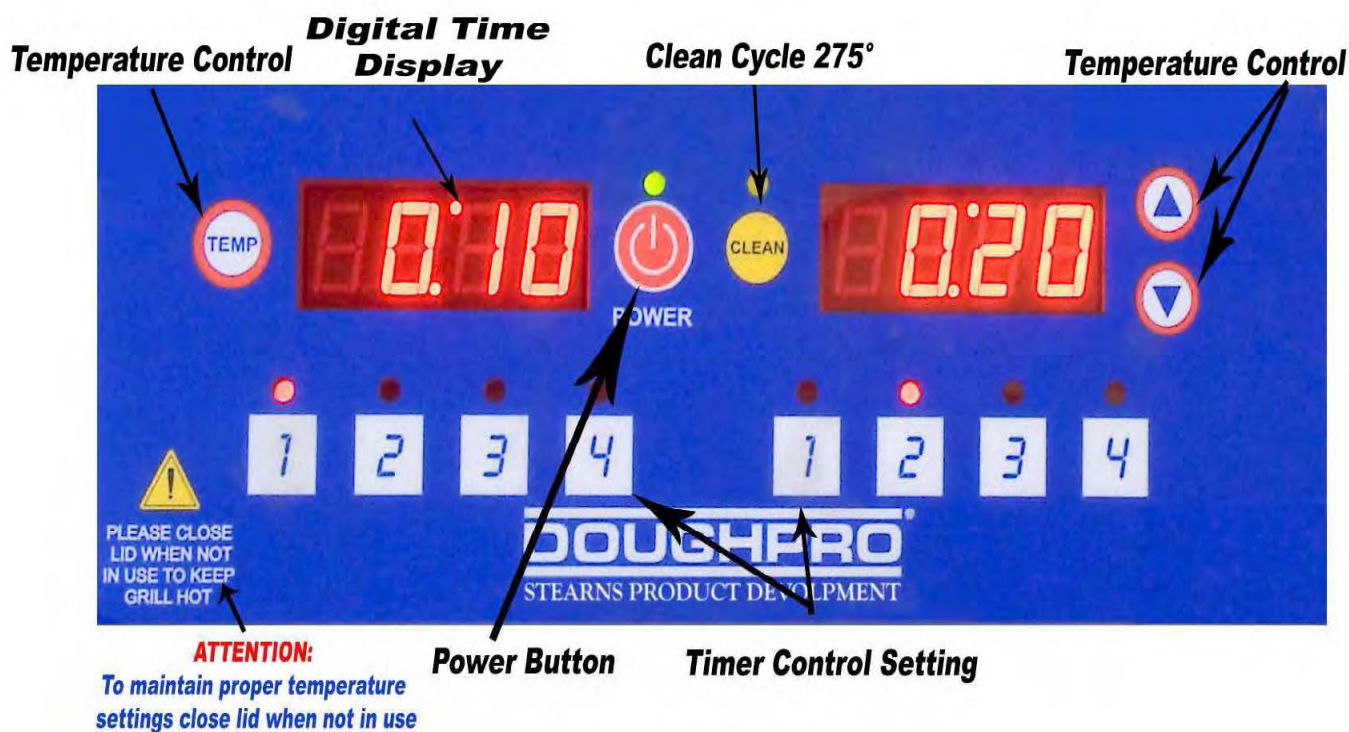 Digital Time
Display
Temperature Control
Clean Cycle 275°
Temperature Control
TEMP
0.10
POWER
CLEAN
0.20
1 2 3 4
1 2 3 4
PLEASE CLOSE
LID WHEN NOT
IN USE TO KEEP
GRILL HOT
DOUGHPRO®
STEARNS PRODUCT DEVOLPMENT
ATTENTION:
To maintain proper temperature
settings close lid when not in use
Power Button
Timer Control Setting